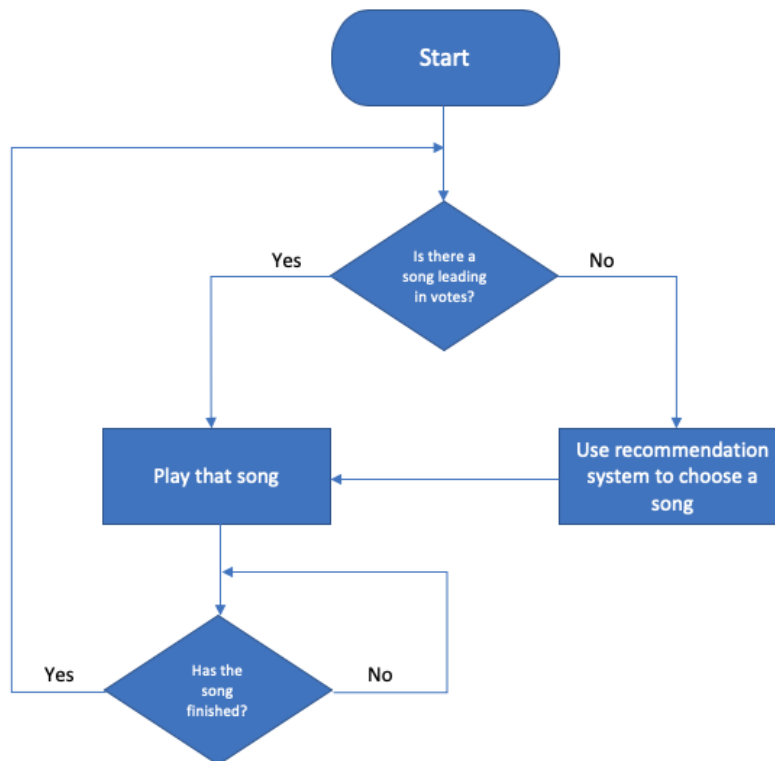 Start
Is there a
song leading
in votes?
Yes
No
Play that song
Use recommendation
system to choose a
song
Has the
song
finished?
Yes
No